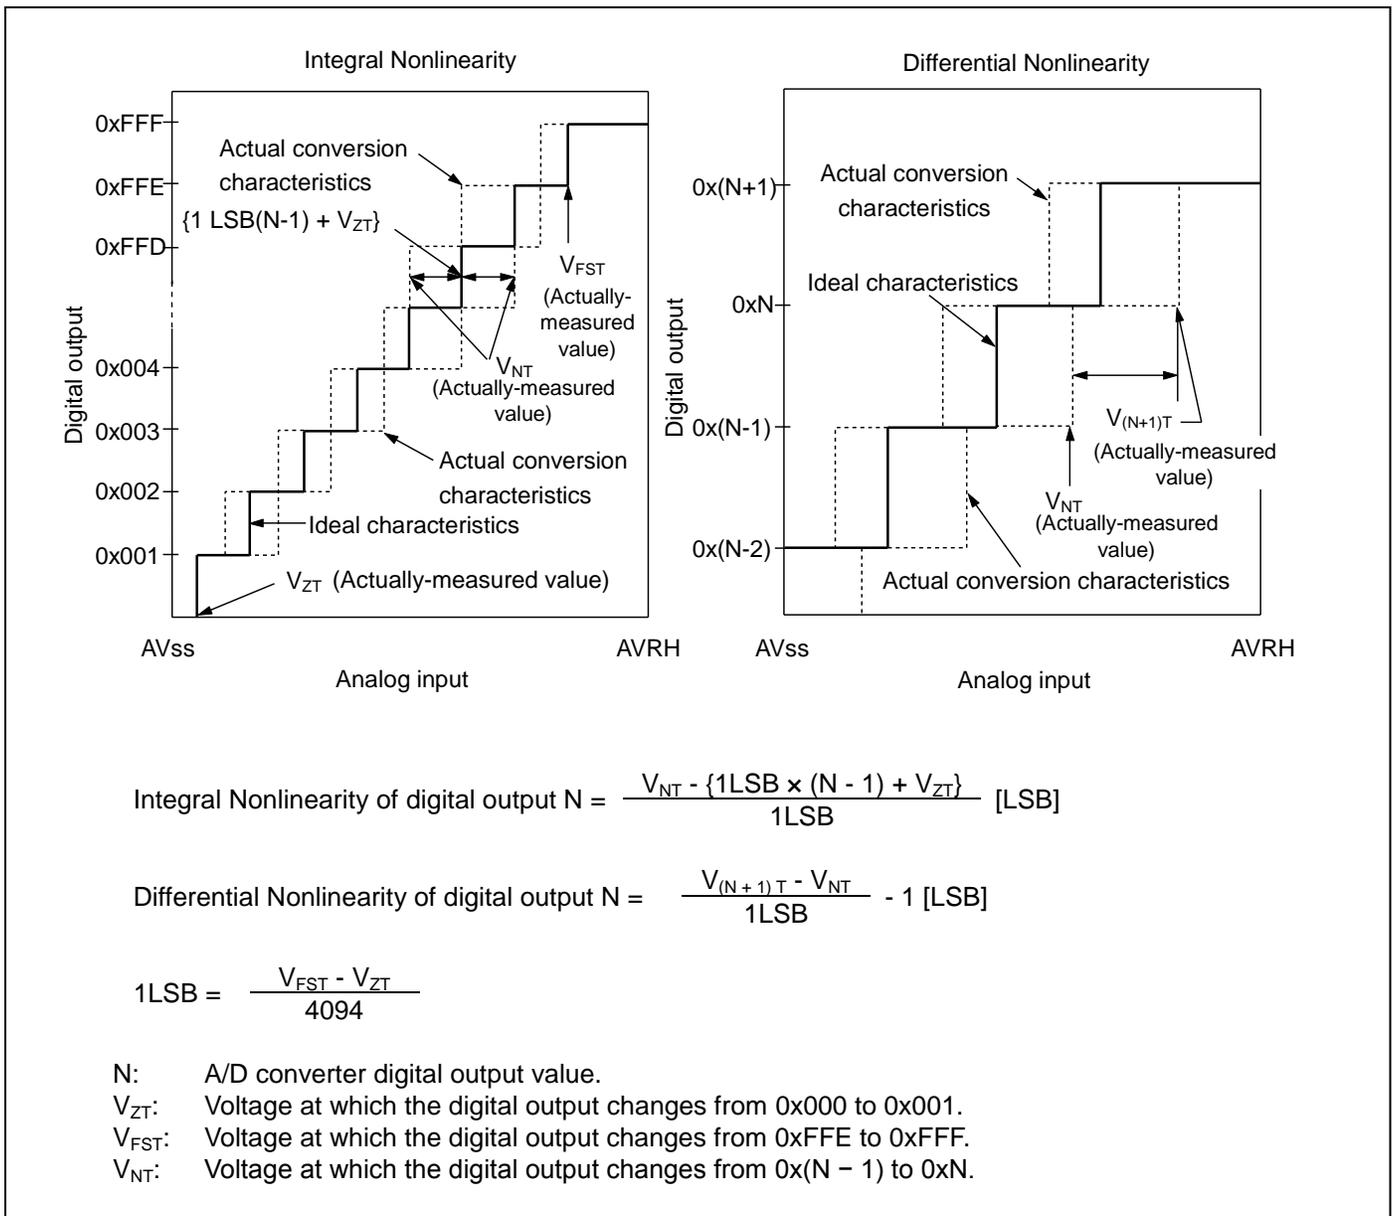 Integral Nonlinearity
0xFFF
0xFFE
0xFFD
0x004
0x003
0x002
0x001
Digital output
Actual conversion
characteristics
{1 LSB(N-1) + VZT}
VFST
(Actually-
measured
value)
VNT
(Actually-measured
value)
Actual conversion
characteristics
Ideal characteristics
VZT (Actually-measured value)
AVss
AVRH
Analog input
Differential Nonlinearity
0x(N+1)
0xN
0x(N-1)
0x(N-2)
Digital output
Actual conversion
characteristics
Ideal characteristics
V(N+1)T
(Actually-measured
value)
VNT
(Actually-measured
value)
Actual conversion characteristics
AVss
AVRH
Analog input
Integral Nonlinearity of digital output N =
VNT - {1LSB × (N - 1) + VZT}
1LSB
[LSB]
Differential Nonlinearity of digital output N =
V(N + 1) T - VNT
1LSB
- 1 [LSB]
1LSB =
VFST - VZT
4094
N: A/D converter digital output value.
VZT: Voltage at which the digital output changes from 0x000 to 0x001.
VFST: Voltage at which the digital output changes from 0xFFE to 0xFFF.
VNT: Voltage at which the digital output changes from 0x(N − 1) to 0xN.